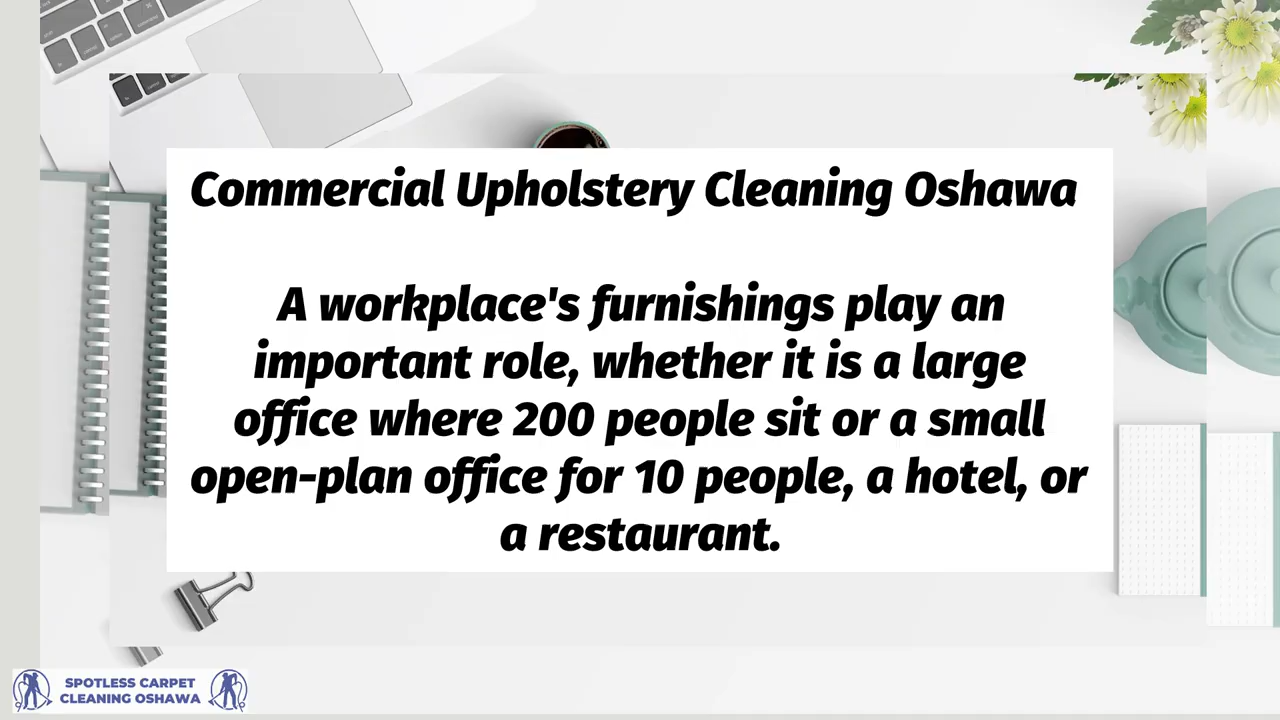 Commercial Upholstery Cleaning Oshawa
A workplace's furnishings play an
important role, whether it is a large
office where 200 people sit or a small
open-plan office for 10 people, a hotel, or
a restaurant.
SPOTLESS CARPET
CLEANING OSHAWA